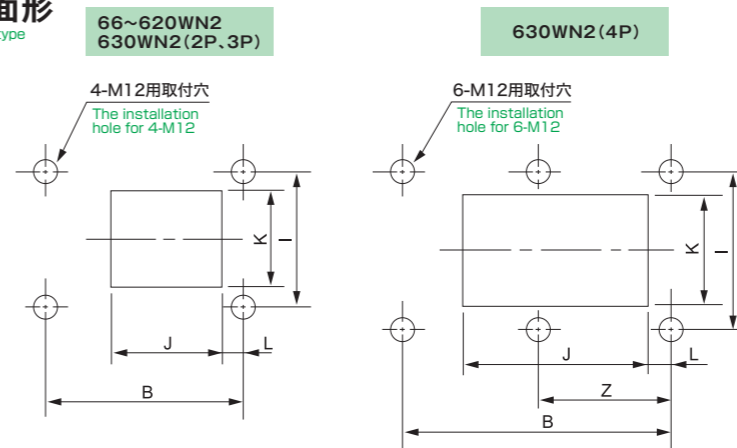 面形
type
66~620WN2
630WN2(2P、3P)
630WN2(4P)
4-M12用取付穴
The installation
hole for 4-M12
6-M12用取付穴
The installation
hole for 6-M12
K
I
J
L
B
K
I
J
L
Z
B